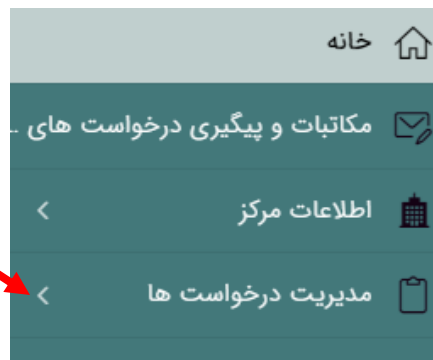 خانه
مکاتبات و پیگیری درخواست های ..
اطلاعات مرکز
مدیریت درخواست ها